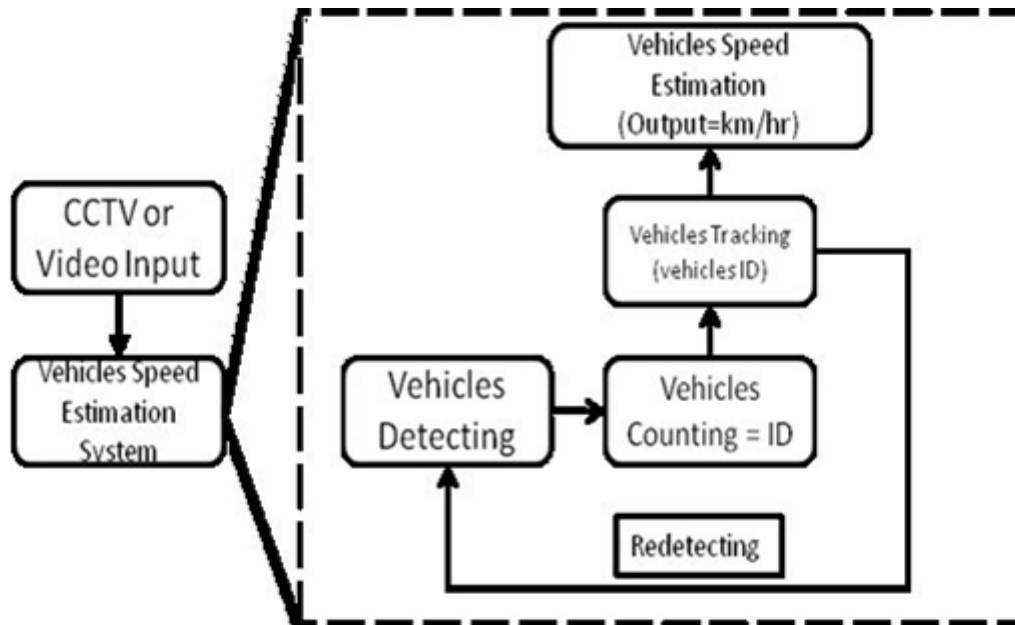 CCTV or
Video Input
Vehicles Speed
Estimation
System
Vehicles Speed
Estimation
(Output=km/hr)
Vehicles Tracking
(vehicles ID)
Vehicles
Detecting
Vehicles
Counting = ID
Redetecting